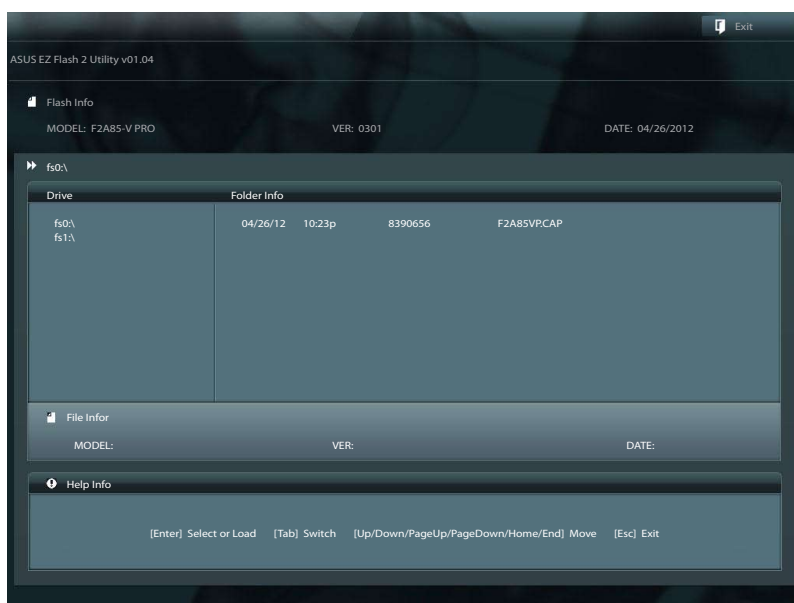 Exit
ASUS EZ Flash 2 Utility v01.04
Flash Info
MODEL: F2A85-V PRO VER: 0301 DATE: 04/26/2012
fs0:\
Drive Folder Info
fs0:\ 04/26/12 10:23p 8390656 F2A85VP.CAP
fs1:\
File Infor
MODEL: VER: DATE:
Help Info
[Enter] Select or Load [Tab] Switch [Up/Down/PageUp/PageDown/Home/End] Move [Esc] Exit